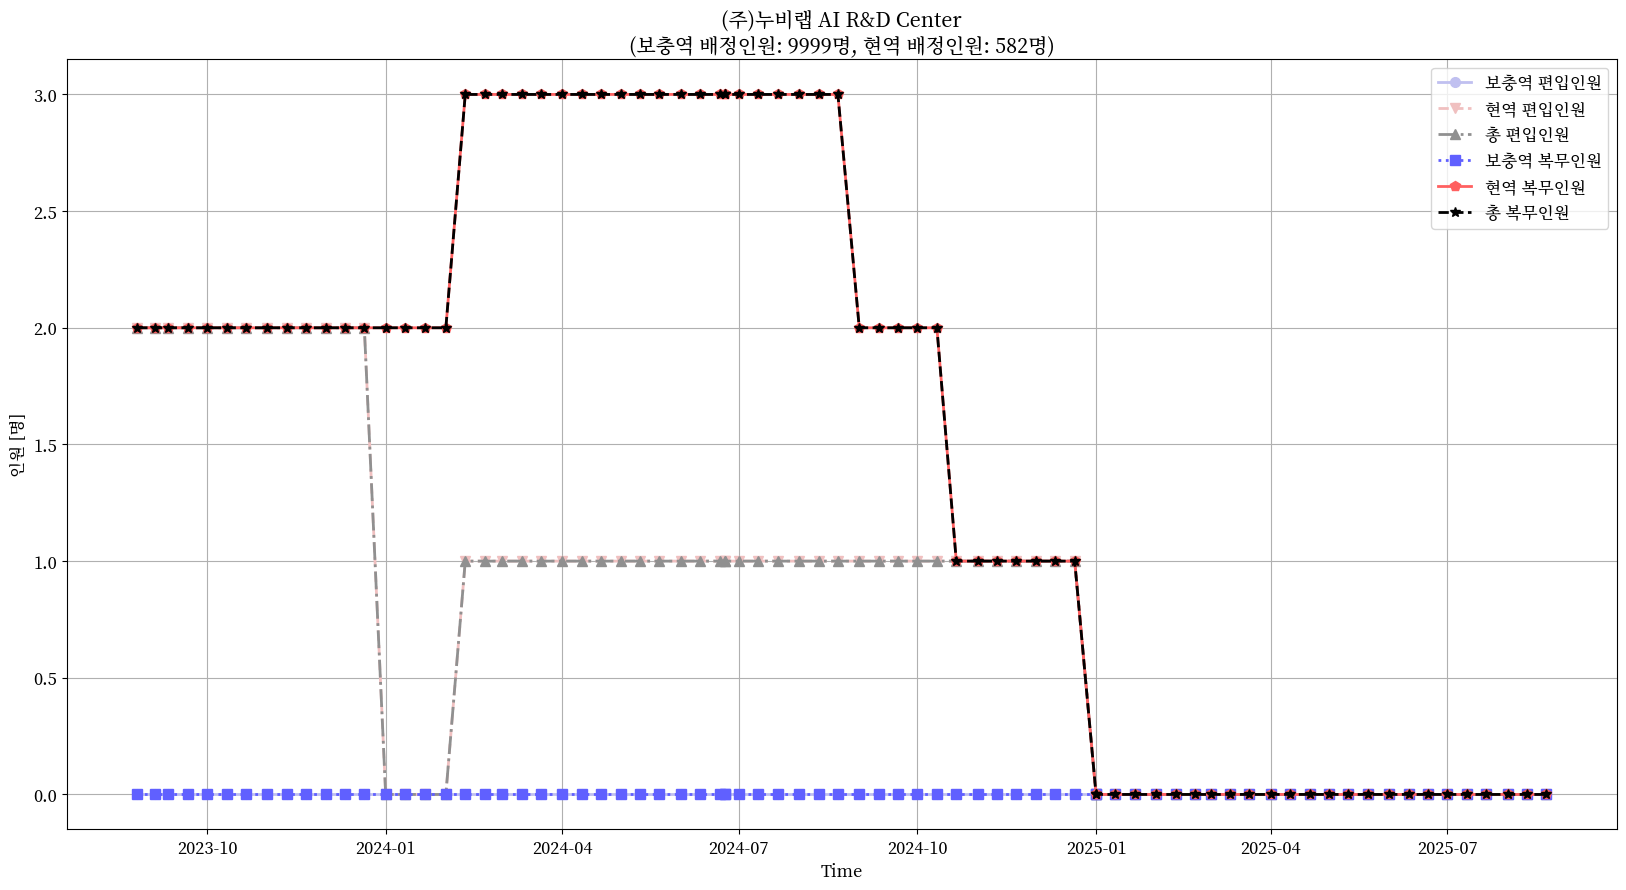 (주)누비랩 AI R&D Center
(보충역 배정인원: 9999명, 현역 배정인원: 582명)
보충역 편입인원
현역 편입인원
총 편입인원
보충역 복무인원
현역 복무인원
총 복무인원
3.0
2.5
2.0
1.5
1.0
0.5
0.0
인원 [명]
2023-10
2024-01
2024-04
2024-07
2024-10
2025-01
2025-04
2025-07
Time